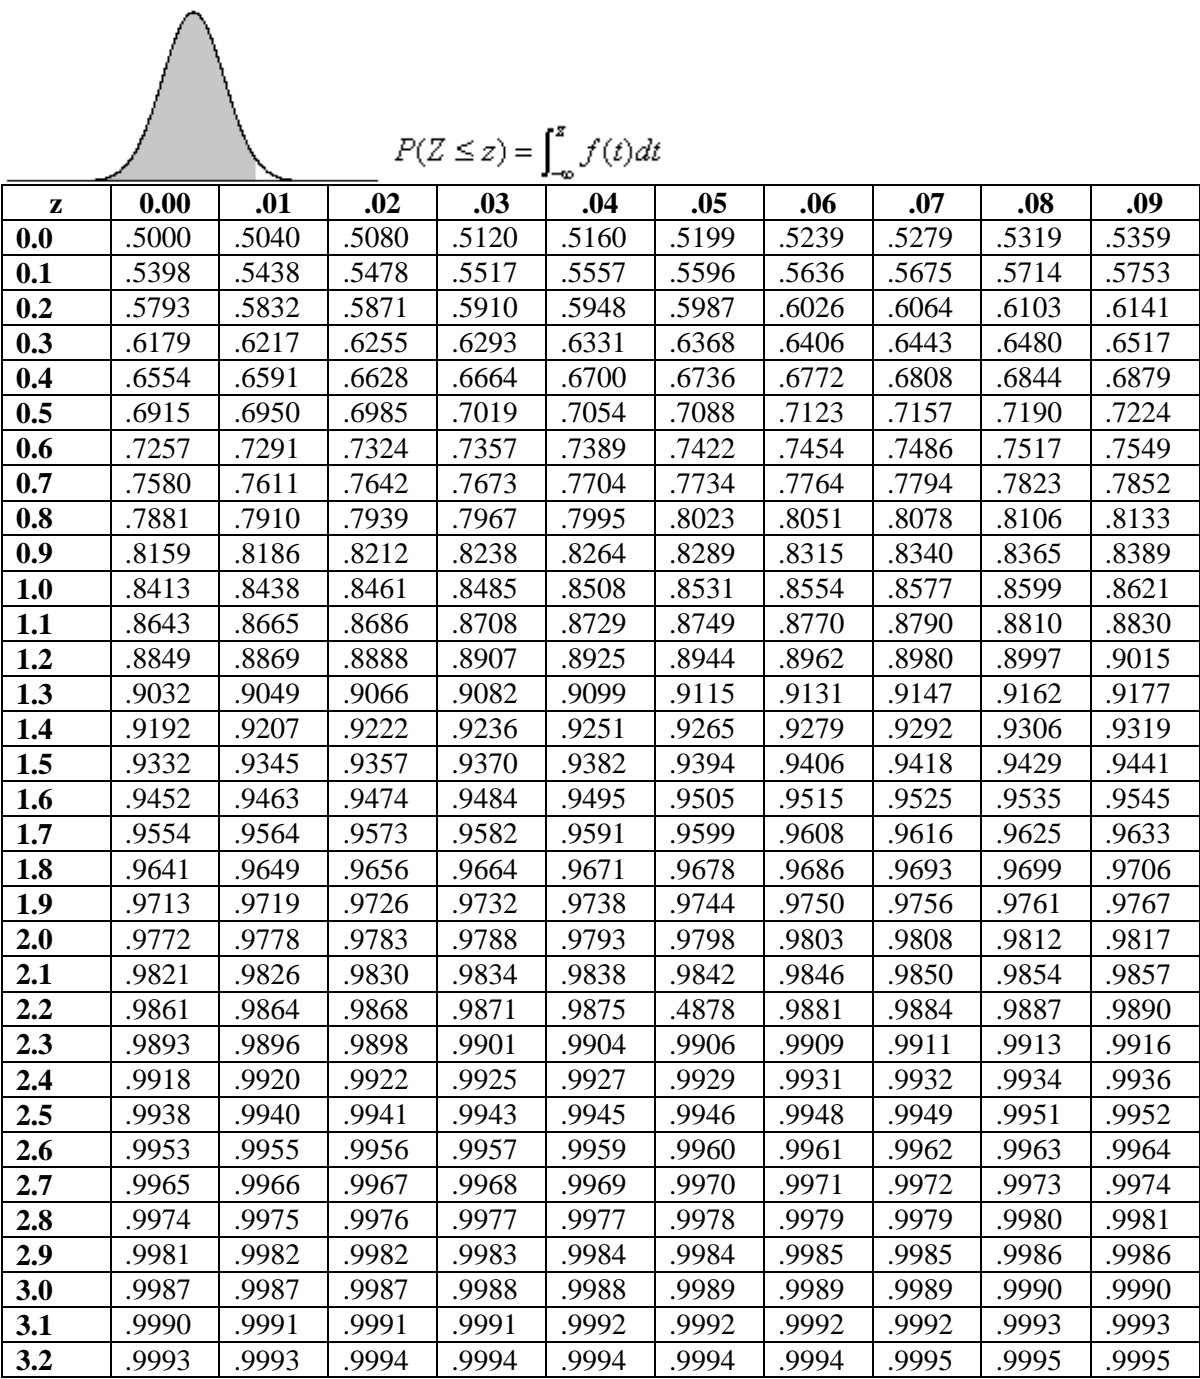 P(Z ≤ z) = ∫_{-∞}^{z} f(t)dt
z 0.00 .01 .02 .03 .04 .05 .06 .07 .08 .09
0.0 .5000 .5040 .5080 .5120 .5160 .5199 .5239 .5279 .5319 .5359
0.1 .5398 .5438 .5478 .5517 .5557 .5596 .5636 .5675 .5714 .5753
0.2 .5793 .5832 .5871 .5910 .5948 .5987 .6026 .6064 .6103 .6141
0.3 .6179 .6217 .6255 .6293 .6331 .6368 .6406 .6443 .6480 .6517
0.4 .6554 .6591 .6628 .6664 .6700 .6736 .6772 .6808 .6844 .6879
0.5 .6915 .6950 .6985 .7019 .7054 .7088 .7123 .7157 .7190 .7224
0.6 .7257 .7291 .7324 .7357 .7389 .7422 .7454 .7486 .7517 .7549
0.7 .7580 .7611 .7642 .7673 .7704 .7734 .7764 .7794 .7823 .7852
0.8 .7881 .7910 .7939 .7967 .7995 .8023 .8051 .8078 .8106 .8133
0.9 .8159 .8186 .8212 .8238 .8264 .8289 .8315 .8340 .8365 .8389
1.0 .8413 .8438 .8461 .8485 .8508 .8531 .8554 .8577 .8599 .8621
1.1 .8643 .8665 .8686 .8708 .8729 .8749 .8770 .8790 .8810 .8830
1.2 .8849 .8869 .8888 .8907 .8925 .8944 .8962 .8980 .8997 .9015
1.3 .9032 .9049 .9066 .9082 .9099 .9115 .9131 .9147 .9162 .9177
1.4 .9192 .9207 .9222 .9236 .9251 .9265 .9279 .9292 .9306 .9319
1.5 .9332 .9345 .9357 .9370 .9382 .9394 .9406 .9418 .9429 .9441
1.6 .9452 .9463 .9474 .9484 .9495 .9505 .9515 .9525 .9535 .9545
1.7 .9554 .9564 .9573 .9582 .9591 .9599 .9608 .9616 .9625 .9633
1.8 .9641 .9649 .9656 .9664 .9671 .9678 .9686 .9693 .9699 .9706
1.9 .9713 .9719 .9726 .9732 .9738 .9744 .9750 .9756 .9761 .9767
2.0 .9772 .9778 .9783 .9788 .9793 .9798 .9803 .9808 .9812 .9817
2.1 .9821 .9826 .9830 .9834 .9838 .9842 .9846 .9850 .9854 .9857
2.2 .9861 .9864 .9868 .9871 .9875 .4878 .9881 .9884 .9887 .9890
2.3 .9893 .9896 .9898 .9901 .9904 .9906 .9909 .9911 .9913 .9916
2.4 .9918 .9920 .9922 .9925 .9927 .9929 .9931 .9932 .9934 .9936
2.5 .9938 .9940 .9941 .9943 .9945 .9946 .9948 .9949 .9951 .9952
2.6 .9953 .9955 .9956 .9957 .9959 .9960 .9961 .9962 .9963 .9964
2.7 .9965 .9966 .9967 .9968 .9969 .9970 .9971 .9972 .9973 .9974
2.8 .9974 .9975 .9976 .9977 .9977 .9978 .9979 .9979 .9980 .9981
2.9 .9981 .9982 .9982 .9983 .9984 .9984 .9985 .9985 .9986 .9986
3.0 .9987 .9987 .9987 .9988 .9988 .9989 .9989 .9989 .9990 .9990
3.1 .9990 .9991 .9991 .9991 .9992 .9992 .9992 .9992 .9993 .9993
3.2 .9993 .9993 .9994 .9994 .9994 .9994 .9994 .9995 .9995 .9995